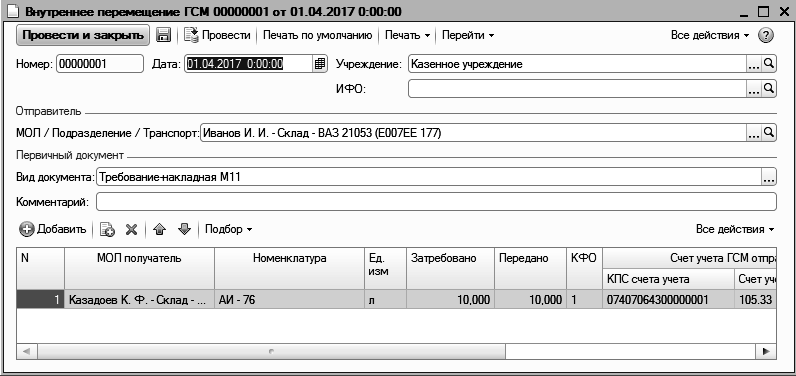 Внутреннее перемещение ГСМ 00000001 от 01.04.2017 0:00:00
Провести и закрыть Провести Печать по умолчанию Печать Перейти Все действия ?
Номер: 00000001 Дата: 01.04.2017 0:00:00 Учреждение: Казенное учреждение ...
ИФО: ...
Отправитель
МОЛ / Подразделение / Транспорт: Иванов И. И. - Склад - ВАЗ 21053 (Е007ЕЕ 177) ...
Первичный документ
Вид документа: Требование-накладная М11 ...
Комментарий:
Добавить Подбор Все действия
N МОЛ получатель Номенклатура Ед. изм Затребовано Передано КФО Счет учета ГСМ отпра
КПС счета учета Счет уч
1 Казадоев К. Ф. - Склад - ... АИ - 76 л 10,000 10,000 1 07407064300000001 105.33